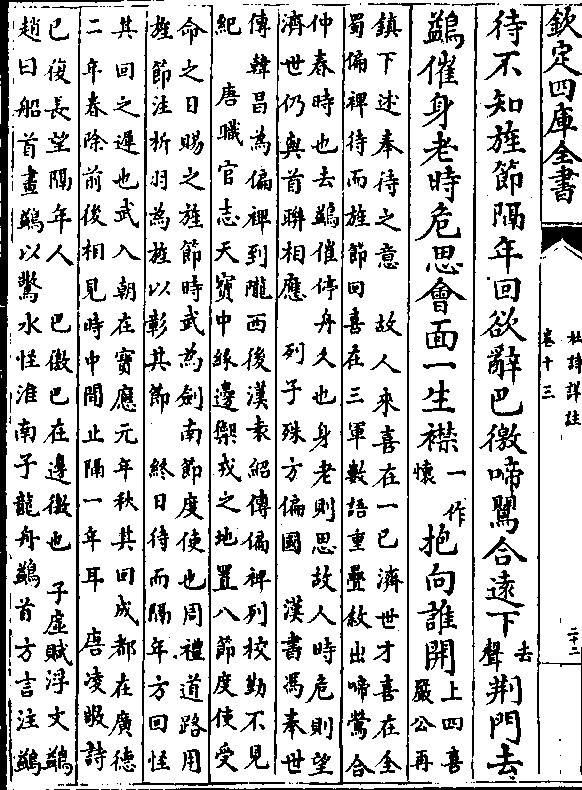 欽定四庫全書
杜詩詳註
卷十三
二十二
待不知旌節隔年回欲辭巴徼啼鶯合遠下去聲荊門去
鷁催身老時危思會面一生襟一作懷抱向誰開上四喜嚴公再
鎮下述奉待之意 故人來喜在一已濟世才喜在全
蜀偏裨待而旌節回喜在三軍數語重疊敘出啼鶯合
仲春時也去鷁催停舟久也身老則思故人時危則望
濟世仍與首聯相應 列子殊方偏國 漢書馮奉世
傳韓昌為偏裨到隴西後漢袁紹傳偏裨列校勤不見
紀 唐職官志天寶中緣邊禦戎之地置八節度使受
命之日賜之旌節時武為劍南節度使也周禮道路用
旌節注析羽為旌以彰其節 終日待而隔年方回怪
其回之遲也武入朝在寶應元年秋其回成都在廣德
二年春除前後相見時中間止隔一年耳 唐凌敬詩
已復長望隔年人 巴徼巴在邊徼也 子虛賦浮文鷁
趙曰船首畫鷁以驚水怪淮南子龍舟鷁首方言注鷁